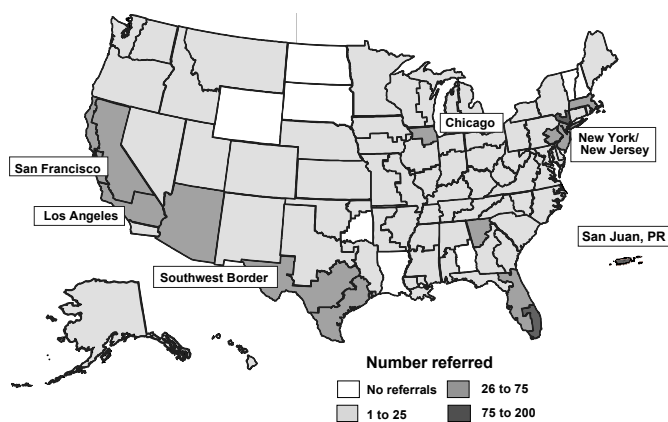 Chicago
New York/
New Jersey
San Francisco
Los Angeles
San Juan, PR
Southwest Border
Number referred
No referrals
26 to 75
1 to 25
75 to 200